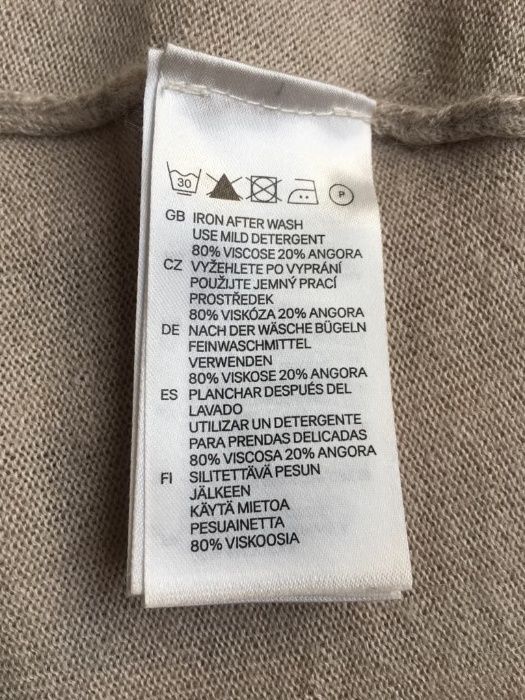 30 P
GB IRON AFTER WASH
USE MILD DETERGENT
80% VISCOSE 20% ANGORA
CZ VYŽEHLETE PO VYPRÁNÍ
POUŽIJTE JEMNÝ PRACÍ
PROSTŘEDEK
80% VISKÓZA 20% ANGORA
DE NACH DER WÄSCHE BÜGELN
FEINWASCHMITTEL
VERWENDEN
80% VISKOSE 20% ANGORA
ES PLANCHAR DESPUÉS DEL
LAVADO
UTILIZAR UN DETERGENTE
PARA PRENDAS DELICADAS
80% VISCOSA 20% ANGORA
FI SILITETTÄVÄ PESUN
JÄLKEEN
KÄYTÄ MIETOA
PESUAINETTA
80% VISKOOSIA